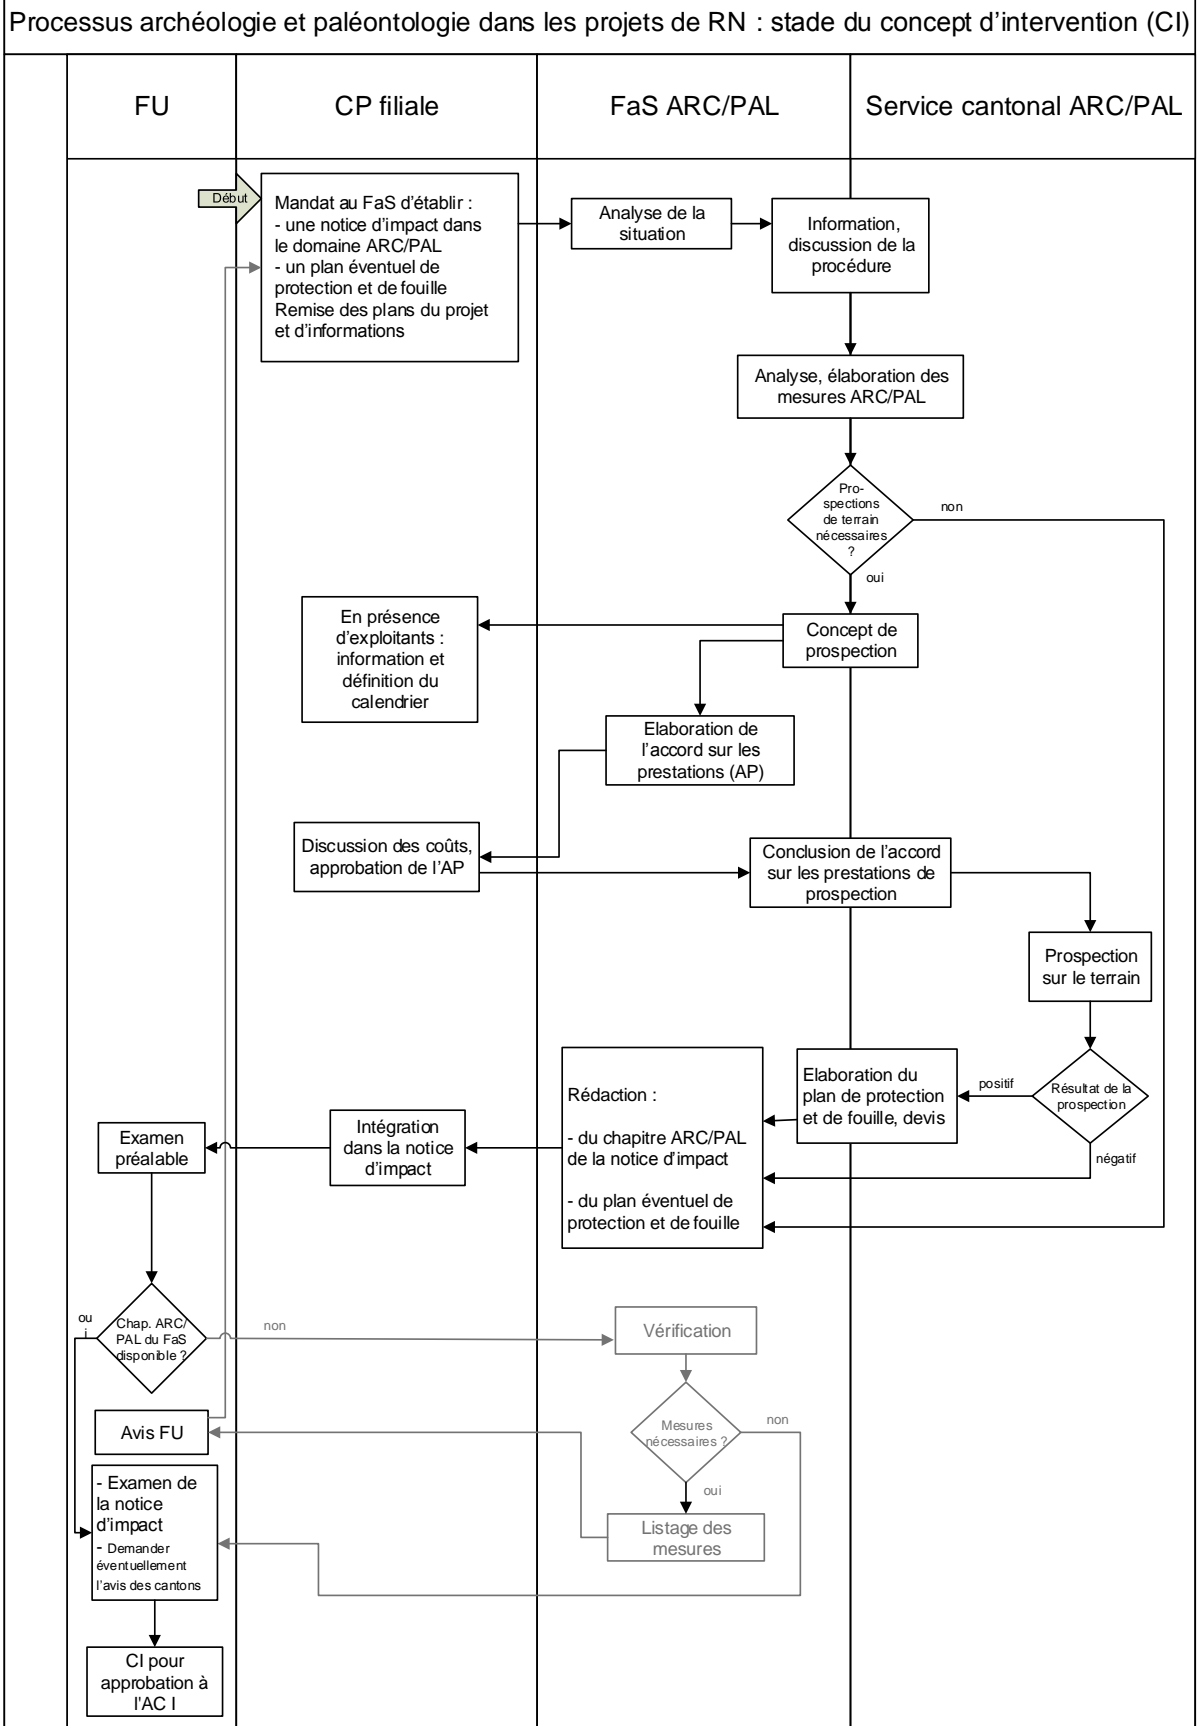 Processus archéologie et paléontologie dans les projets de RN : stade du concept d'intervention (CI)
FU
CP filiale
FaS ARC/PAL
Service cantonal ARC/PAL
Début
Mandat au FaS d'établir :
- une notice d'impact dans
le domaine ARC/PAL
- un plan éventuel de
protection et de fouille
Remise des plans du projet
et d'informations
Analyse de la
situation
Information,
discussion de la
procédure
Analyse, élaboration des
mesures ARC/PAL
Pro-
spections
de terrain
nécessaires
?
non
oui
En présence
d'exploitants :
information et
définition du
calendrier
Concept de
prospection
Elaboration de
l'accord sur les
prestations (AP)
Discussion des coûts,
approbation de l'AP
Conclusion de l'accord
sur les prestations de
prospection
Prospection
sur le terrain
Résultat de la
prospection
positif
négatif
Elaboration du
plan de protection
et de fouille, devis
Rédaction :
- du chapitre ARC/PAL
de la notice d'impact
- du plan éventuel de
protection et de fouille
Intégration
dans la notice
d'impact
Examen
préalable
Chap. ARC/
PAL du FaS
disponible ?
ou
i
non
Vérification
Mesures
nécessaires ?
non
oui
Listage des
mesures
Avis FU
- Examen de
la notice
d'impact
- Demander
éventuellement
l'avis des cantons
CI pour
approbation à
l'AC I